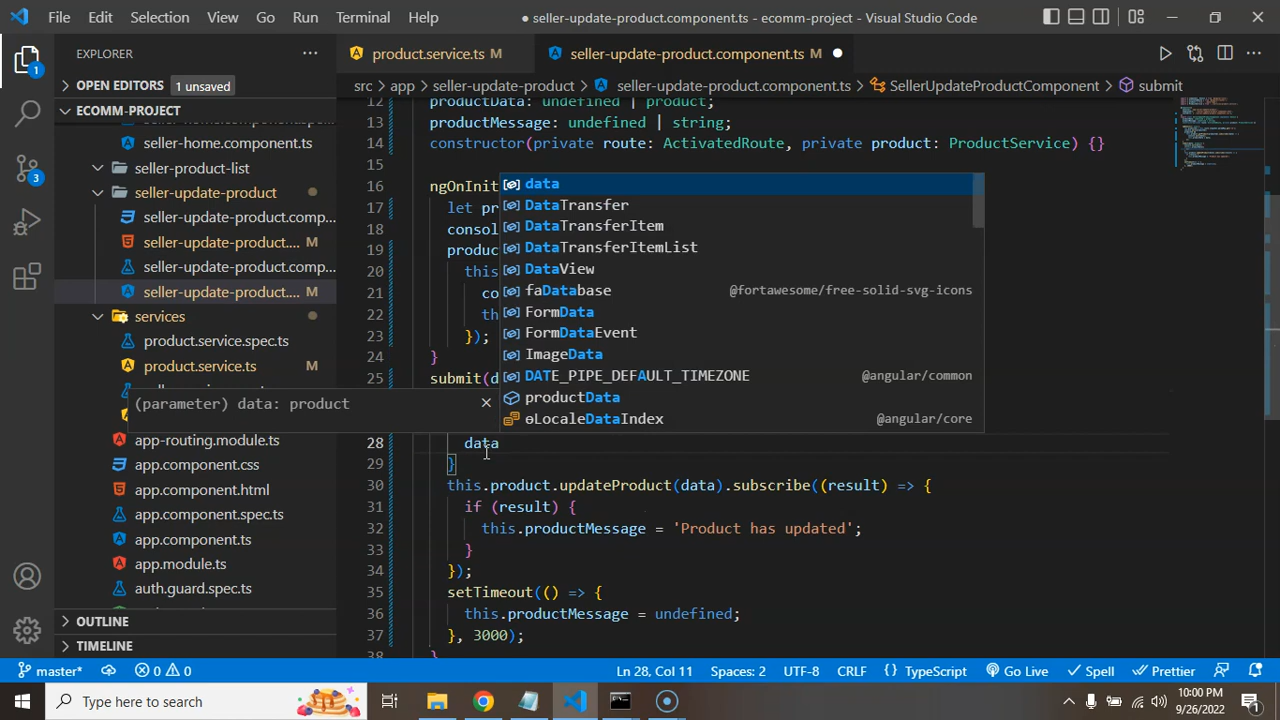 File Edit Selection View Go Run Terminal Help
● seller-update-product.component.ts - ecomm-project - Visual Studio Code
EXPLORER
product.service.ts M
seller-update-product.component.ts M
OPEN EDITORS 1 unsaved
src > app > seller-update-product > seller-update-product.component.ts > SellerUpdateProductComponent > submit
ECOMM-PROJECT
seller-home.component.ts
seller-product-list
seller-update-product
seller-update-product.comp...
seller-update-product.... M
seller-update-product.comp...
seller-update-product.... M
services
product.service.spec.ts
product.service.ts M
app-routing.module.ts
app.component.css
app.component.html
app.component.spec.ts
app.component.ts
app.module.ts
auth.guard.spec.ts
OUTLINE
TIMELINE
12 productData: undefined | product;
13 productMessage: undefined | string;
14 constructor(private route: ActivatedRoute, private product: ProductService) {}
15
16 ngOnInit
17 let pr
18 consol
19 produc
20 this
21 co
22 th
23 });
24 }
25 submit(d
data
DataTransfer
DataTransferItem
DataTransferItemList
DataView
faDatabase @fortawesome/free-solid-svg-icons
FormData
FormDataEvent
ImageData
DATE_PIPE_DEFAULT_TIMEZONE @angular/common
productData
ɵLocaleDataIndex @angular/core
(parameter) data: product
28 data
29 }
30 this.product.updateProduct(data).subscribe((result) => {
31 if (result) {
32 this.productMessage = 'Product has updated';
33 }
34 });
35 setTimeout(() => {
36 this.productMessage = undefined;
37 }, 3000);
38 }
1
3
master* 0 0 Ln 28, Col 11 Spaces: 2 UTF-8 CRLF { } TypeScript Go Live Spell Prettier
Type here to search
10:00 PM
9/26/2022
1